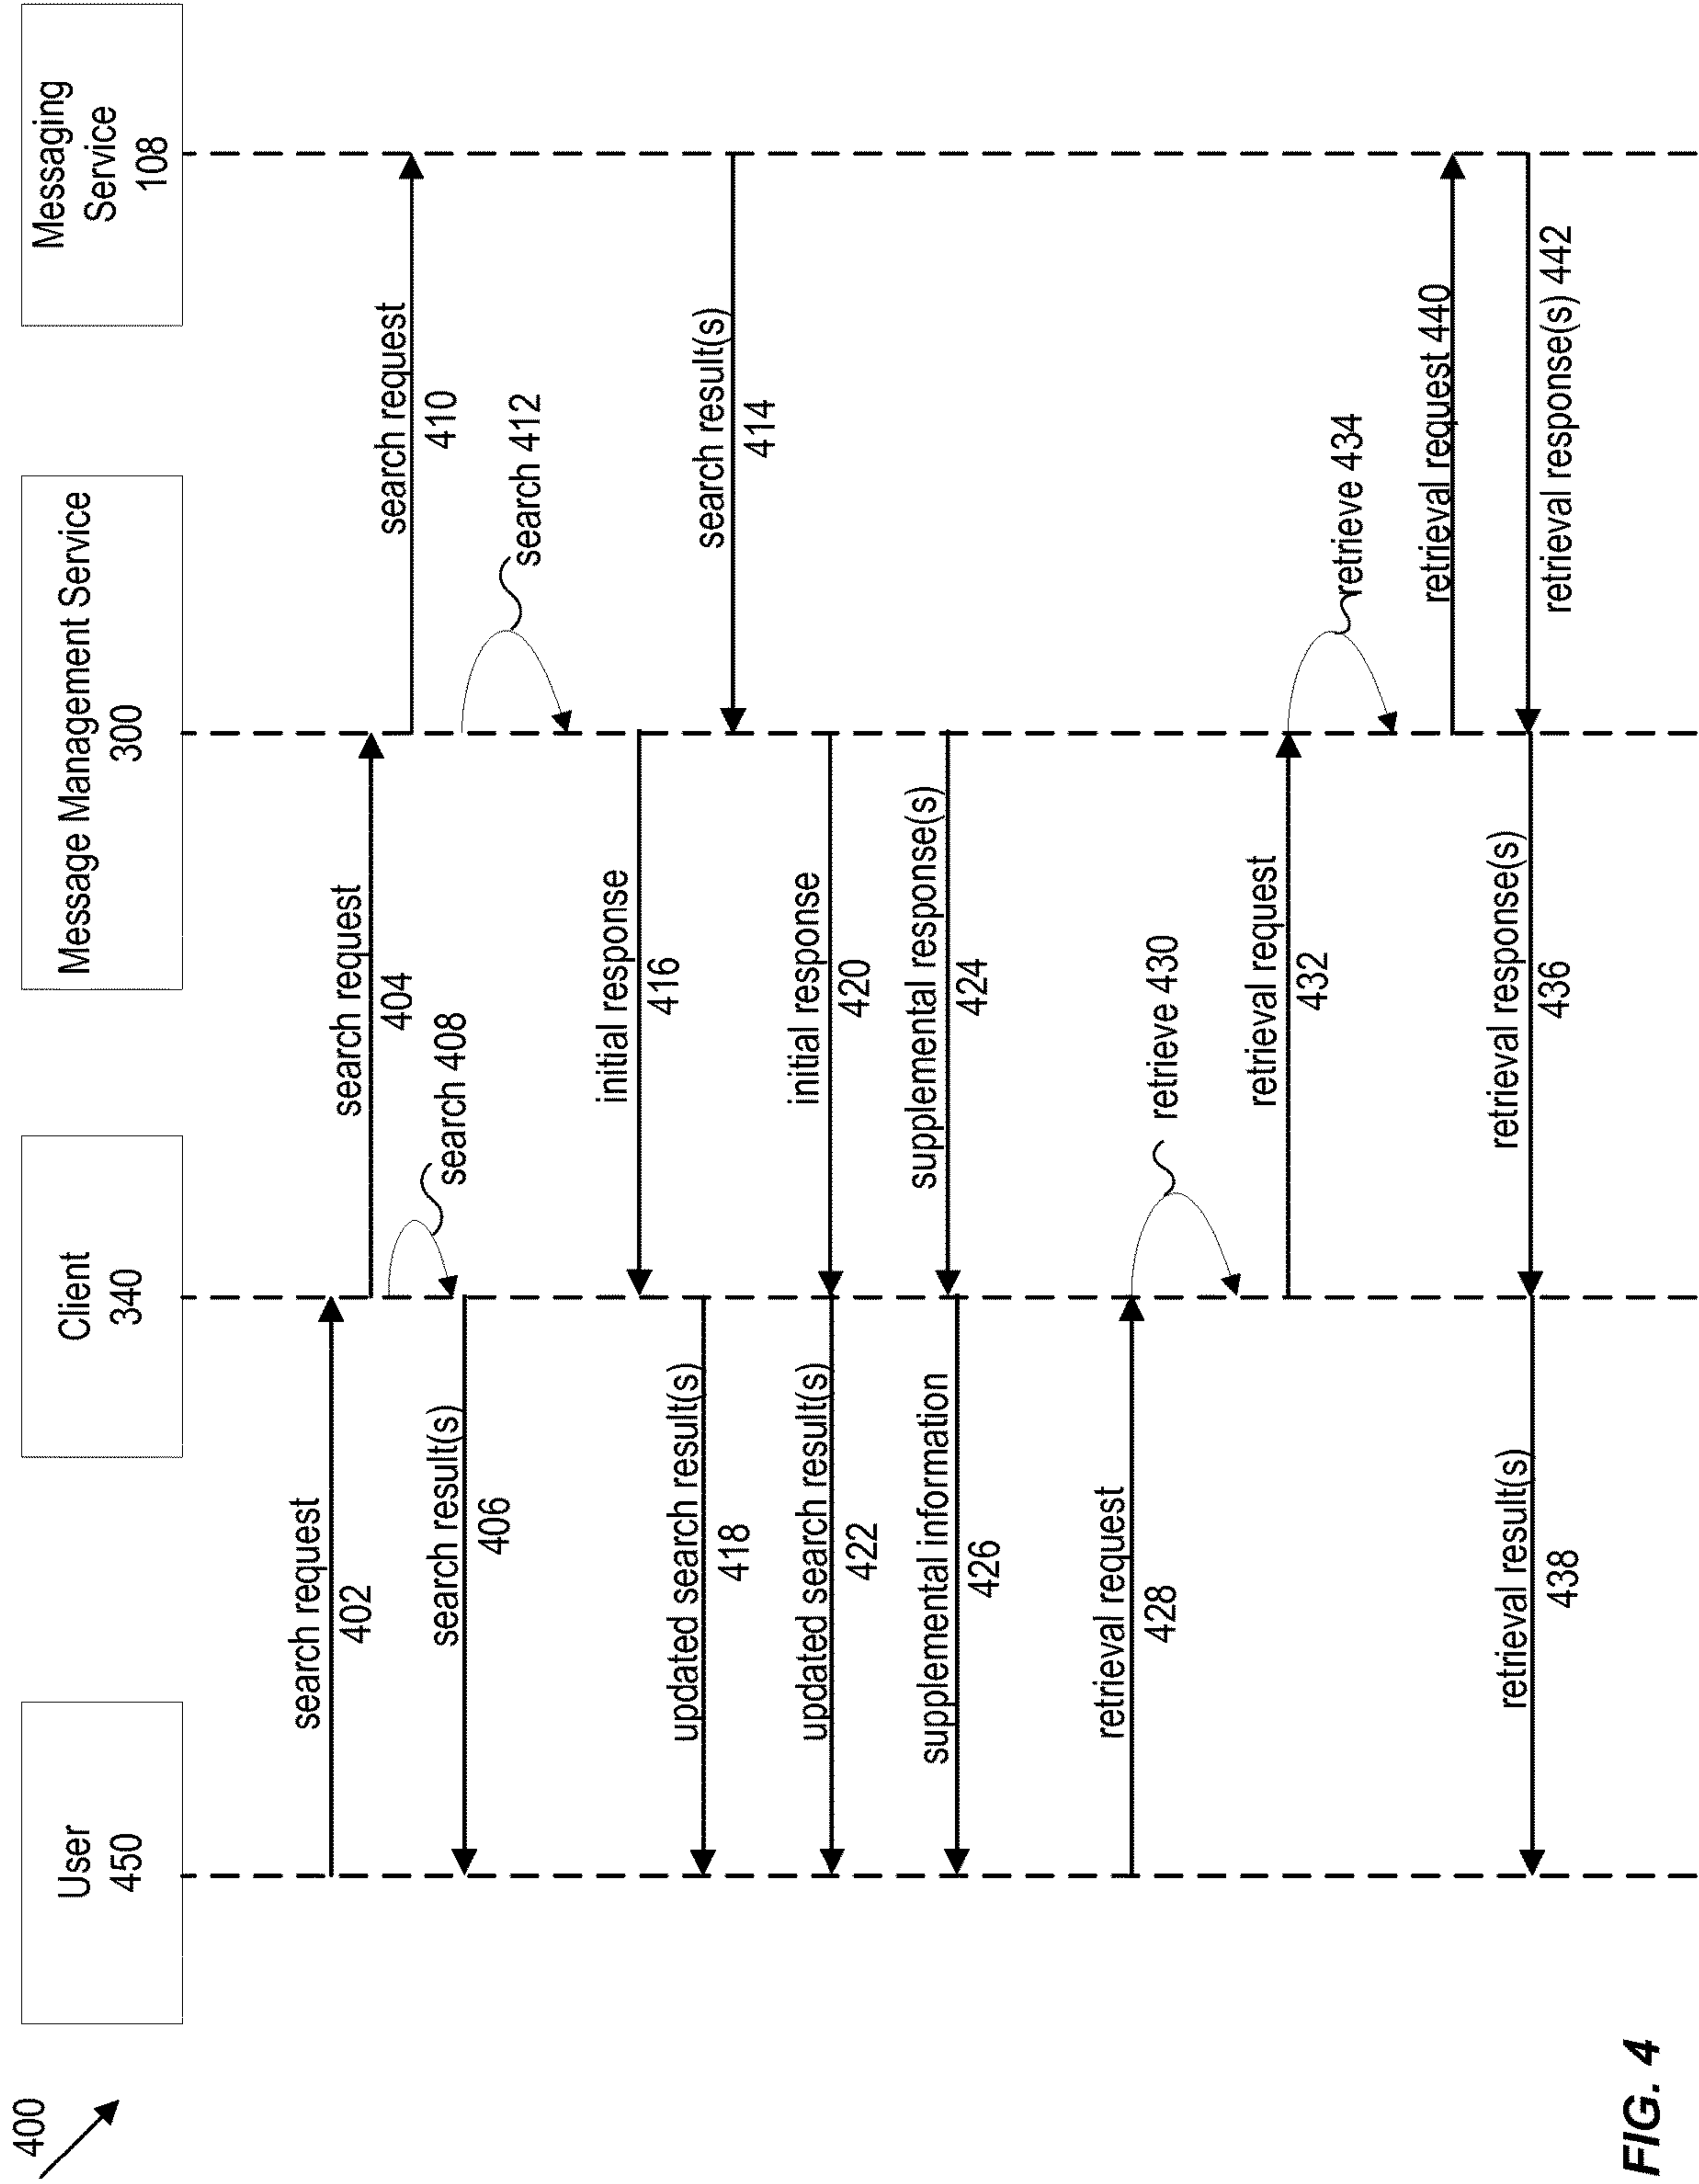 400
User
450
Client
340
Message Management Service
300
Messaging
Service
108
search request
402
search request
404
search request
410
search 408
search result(s)
406
search 412
initial response
416
updated search result(s)
418
search result(s)
414
initial response
420
updated search result(s)
422
supplemental response(s)
424
supplemental information
426
retrieval request
428
retrieve 430
retrieval request
432
retrieve 434
retrieval request 440
retrieval response(s) 442
retrieval response(s)
436
retrieval result(s)
438
FIG. 4